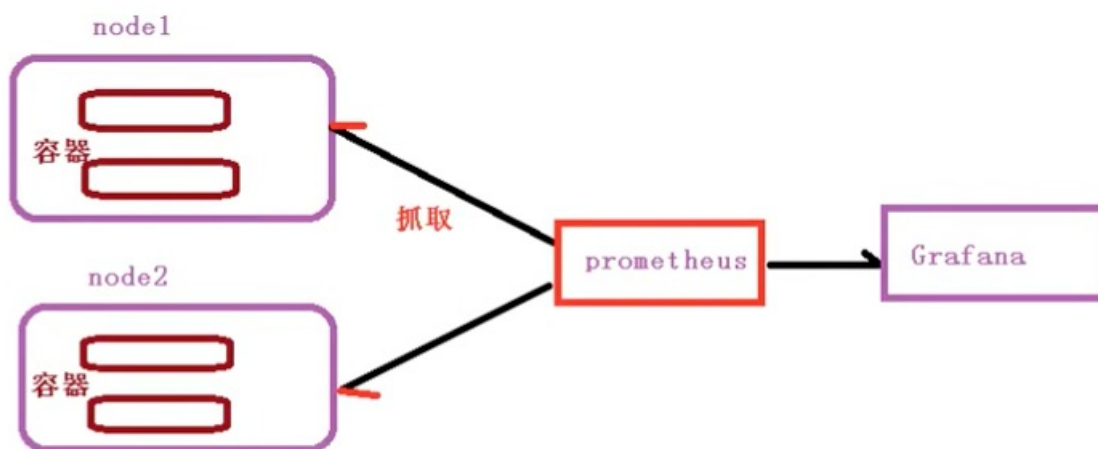 node1
容器
抓取
prometheus
Grafana
node2
容器